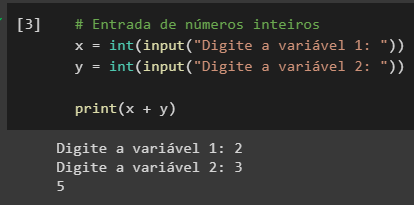 [3] # Entrada de números inteiros
x = int(input("Digite a variável 1: "))
y = int(input("Digite a variável 2: "))
print(x + y)
Digite a variável 1: 2
Digite a variável 2: 3
5